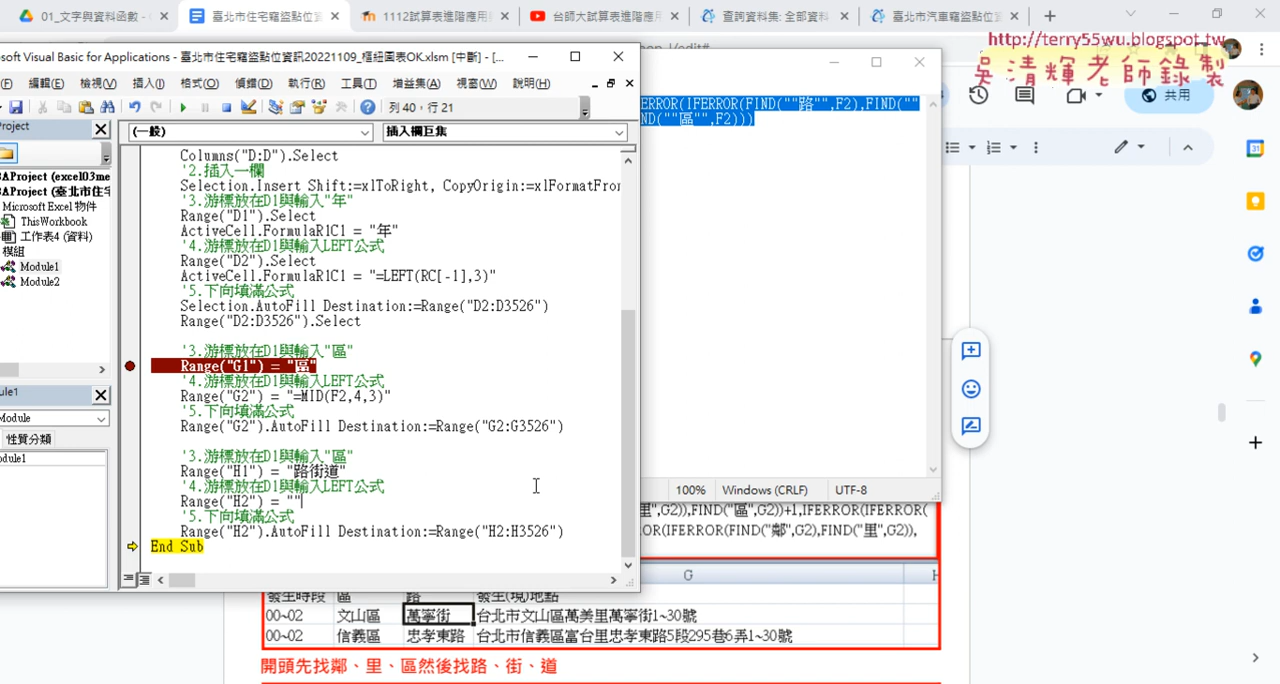 01_文字與資料函數 -
臺北市住宅竊盜點位資
1112試算表進階應用
台師大試算表進階應用
查詢資料集: 全部資料
臺北市汽車竊盜點位資
http://terry55wu.blogspot.tw
吳清輝老師錄製
共用
osoft Visual Basic for Applications - 臺北市住宅竊盜點位資訊20221109_樞紐圖表OK.xlsm [中斷] - [...
(F) 編輯(E) 檢視(V) 插入(I) 格式(O) 偵錯(D) 執行(R) 工具(T) 增益集(A) 視窗(W) 說明(H)
列 40，行 21
Project
(一般)
插入欄巨集
AProject (excel03me
AProject (臺北市住宅
Microsoft Excel 物件
ThisWorkbook
工作表4 (資料)
模組
Module1
Module2
ule1
Module
性質分類
odule1
Columns("D:D").Select
'2.插入一欄
Selection.Insert Shift:=xlToRight, CopyOrigin:=xlFormatFrom
'3.游標放在D1與輸入"年"
Range("D1").Select
ActiveCell.FormulaR1C1 = "年"
'4.游標放在D1與輸入LEFT公式
Range("D2").Select
ActiveCell.FormulaR1C1 = "=LEFT(RC[-1],3)"
'5.下向填滿公式
Selection.AutoFill Destination:=Range("D2:D3526")
Range("D2:D3526").Select
'3.游標放在D1與輸入"區"
Range("G1") = "區"
'4.游標放在D1與輸入LEFT公式
Range("G2") = "=MID(F2,4,3)"
'5.下向填滿公式
Range("G2").AutoFill Destination:=Range("G2:G3526")
'3.游標放在D1與輸入"區"
Range("H1") = "路街道"
'4.游標放在D1與輸入LEFT公式
Range("H2") = ""
'5.下向填滿公式
Range("H2").AutoFill Destination:=Range("H2:H3526")
End Sub
FERROR(IFERROR(FIND(""路"",F2),FIND(""
ND(""區"",F2)))
100% Windows (CRLF) UTF-8
里",G2)),FIND("區",G2))+1,IFERROR(IFERROR(
OR(IFERROR(FIND("鄰",G2),FIND("里",G2)),
G H
發生時段 區 路 發生(現)地點
00~02 文山區 萬寧街 台北市文山區萬美里萬寧街1~30號
00~02 信義區 忠孝東路 台北市信義區富台里忠孝東路5段295巷6弄1~30號
開頭先找鄰、里、區然後找路、街、道